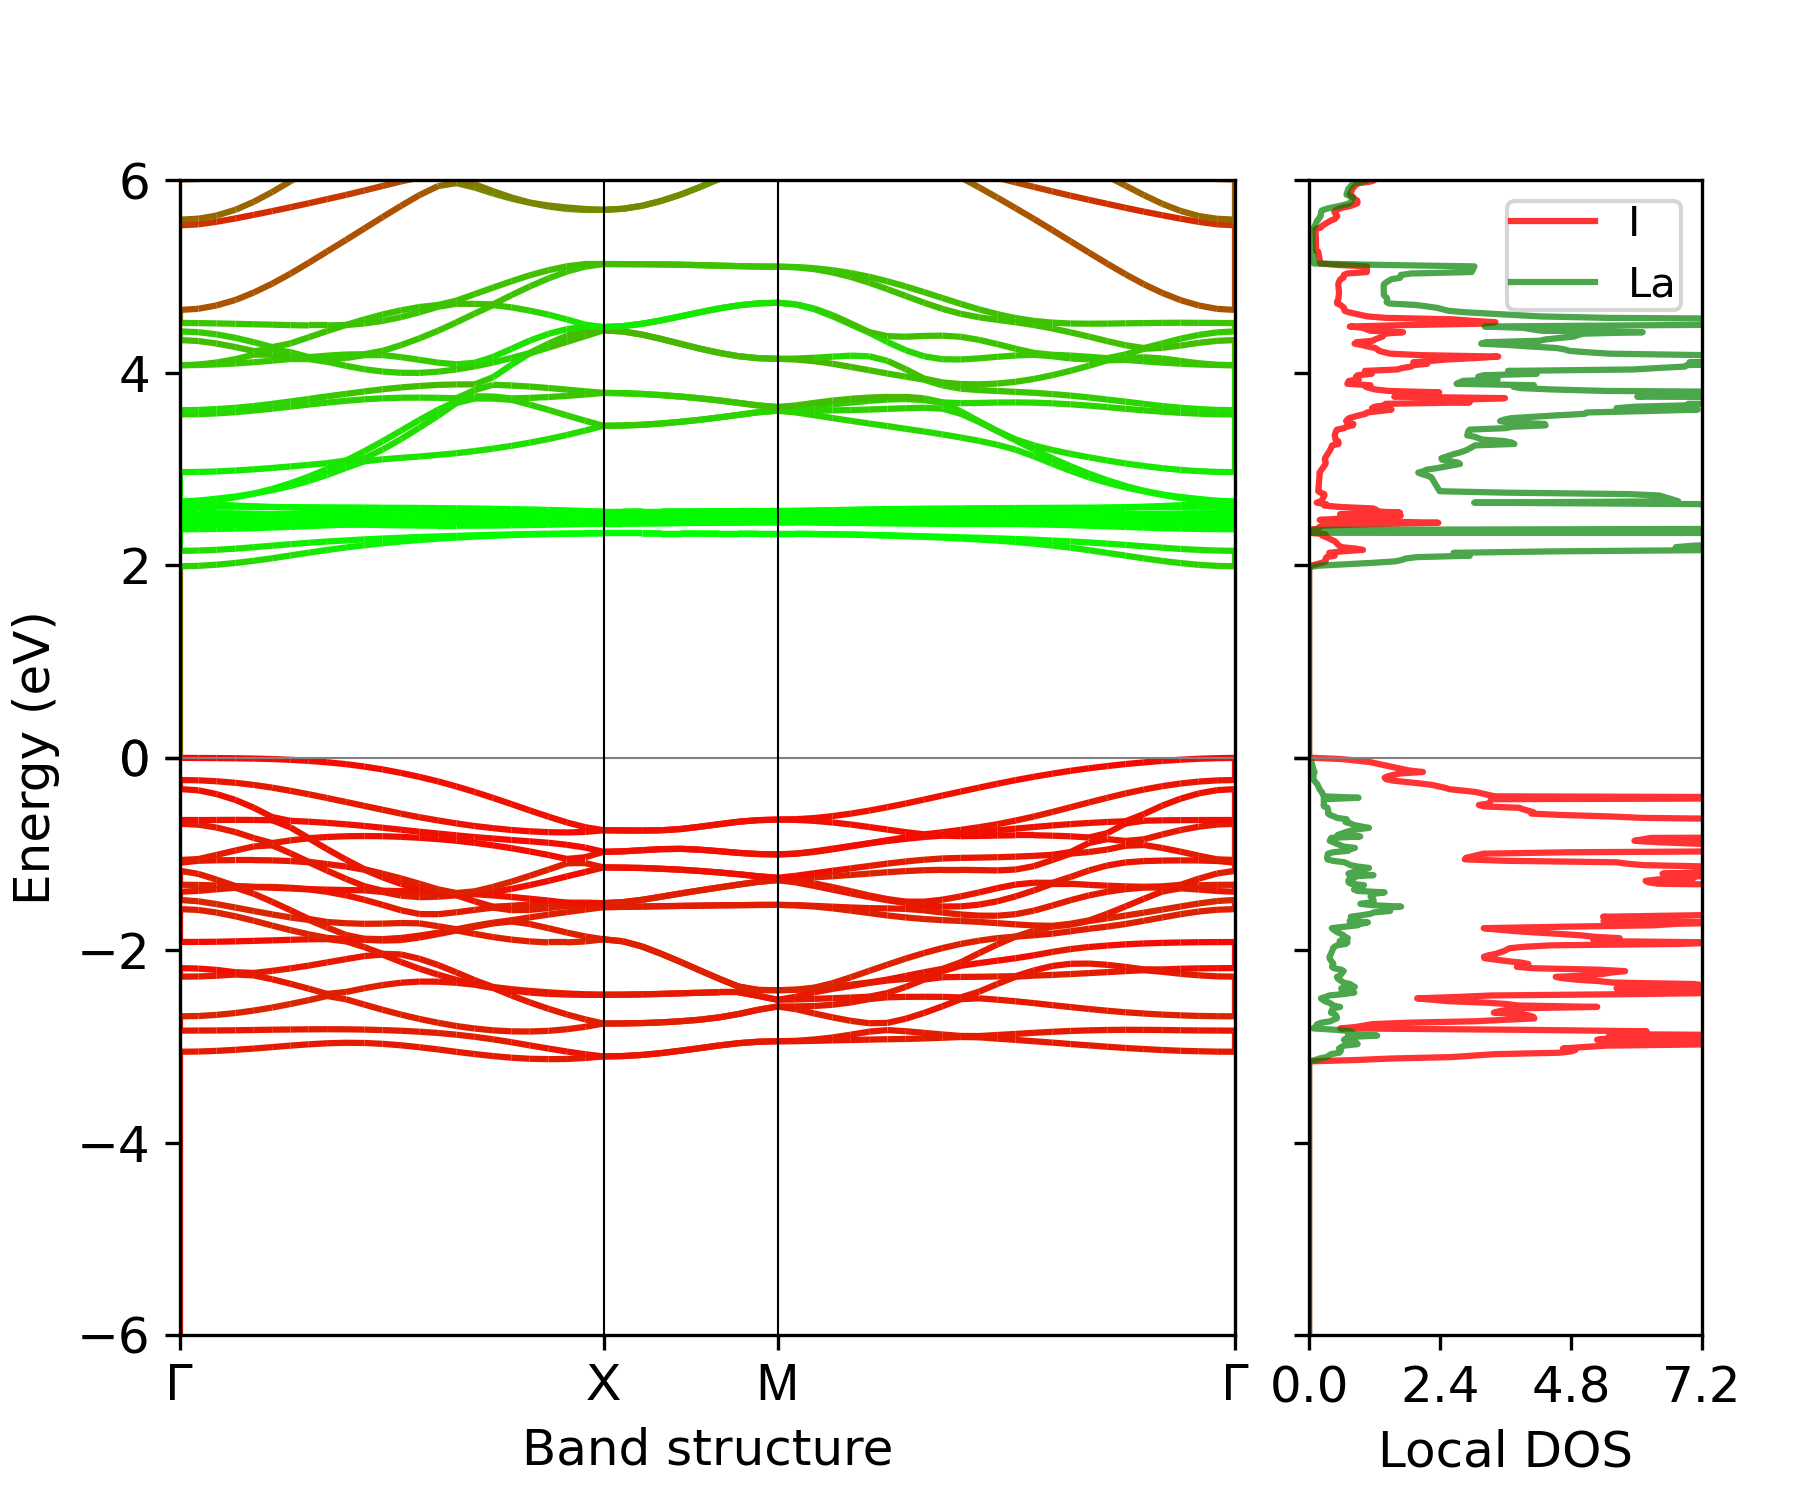 6
4
2
0
−2
−4
−6
Energy (eV)
Γ X M Γ
Band structure
I
La
0.0 2.4 4.8 7.2
Local DOS